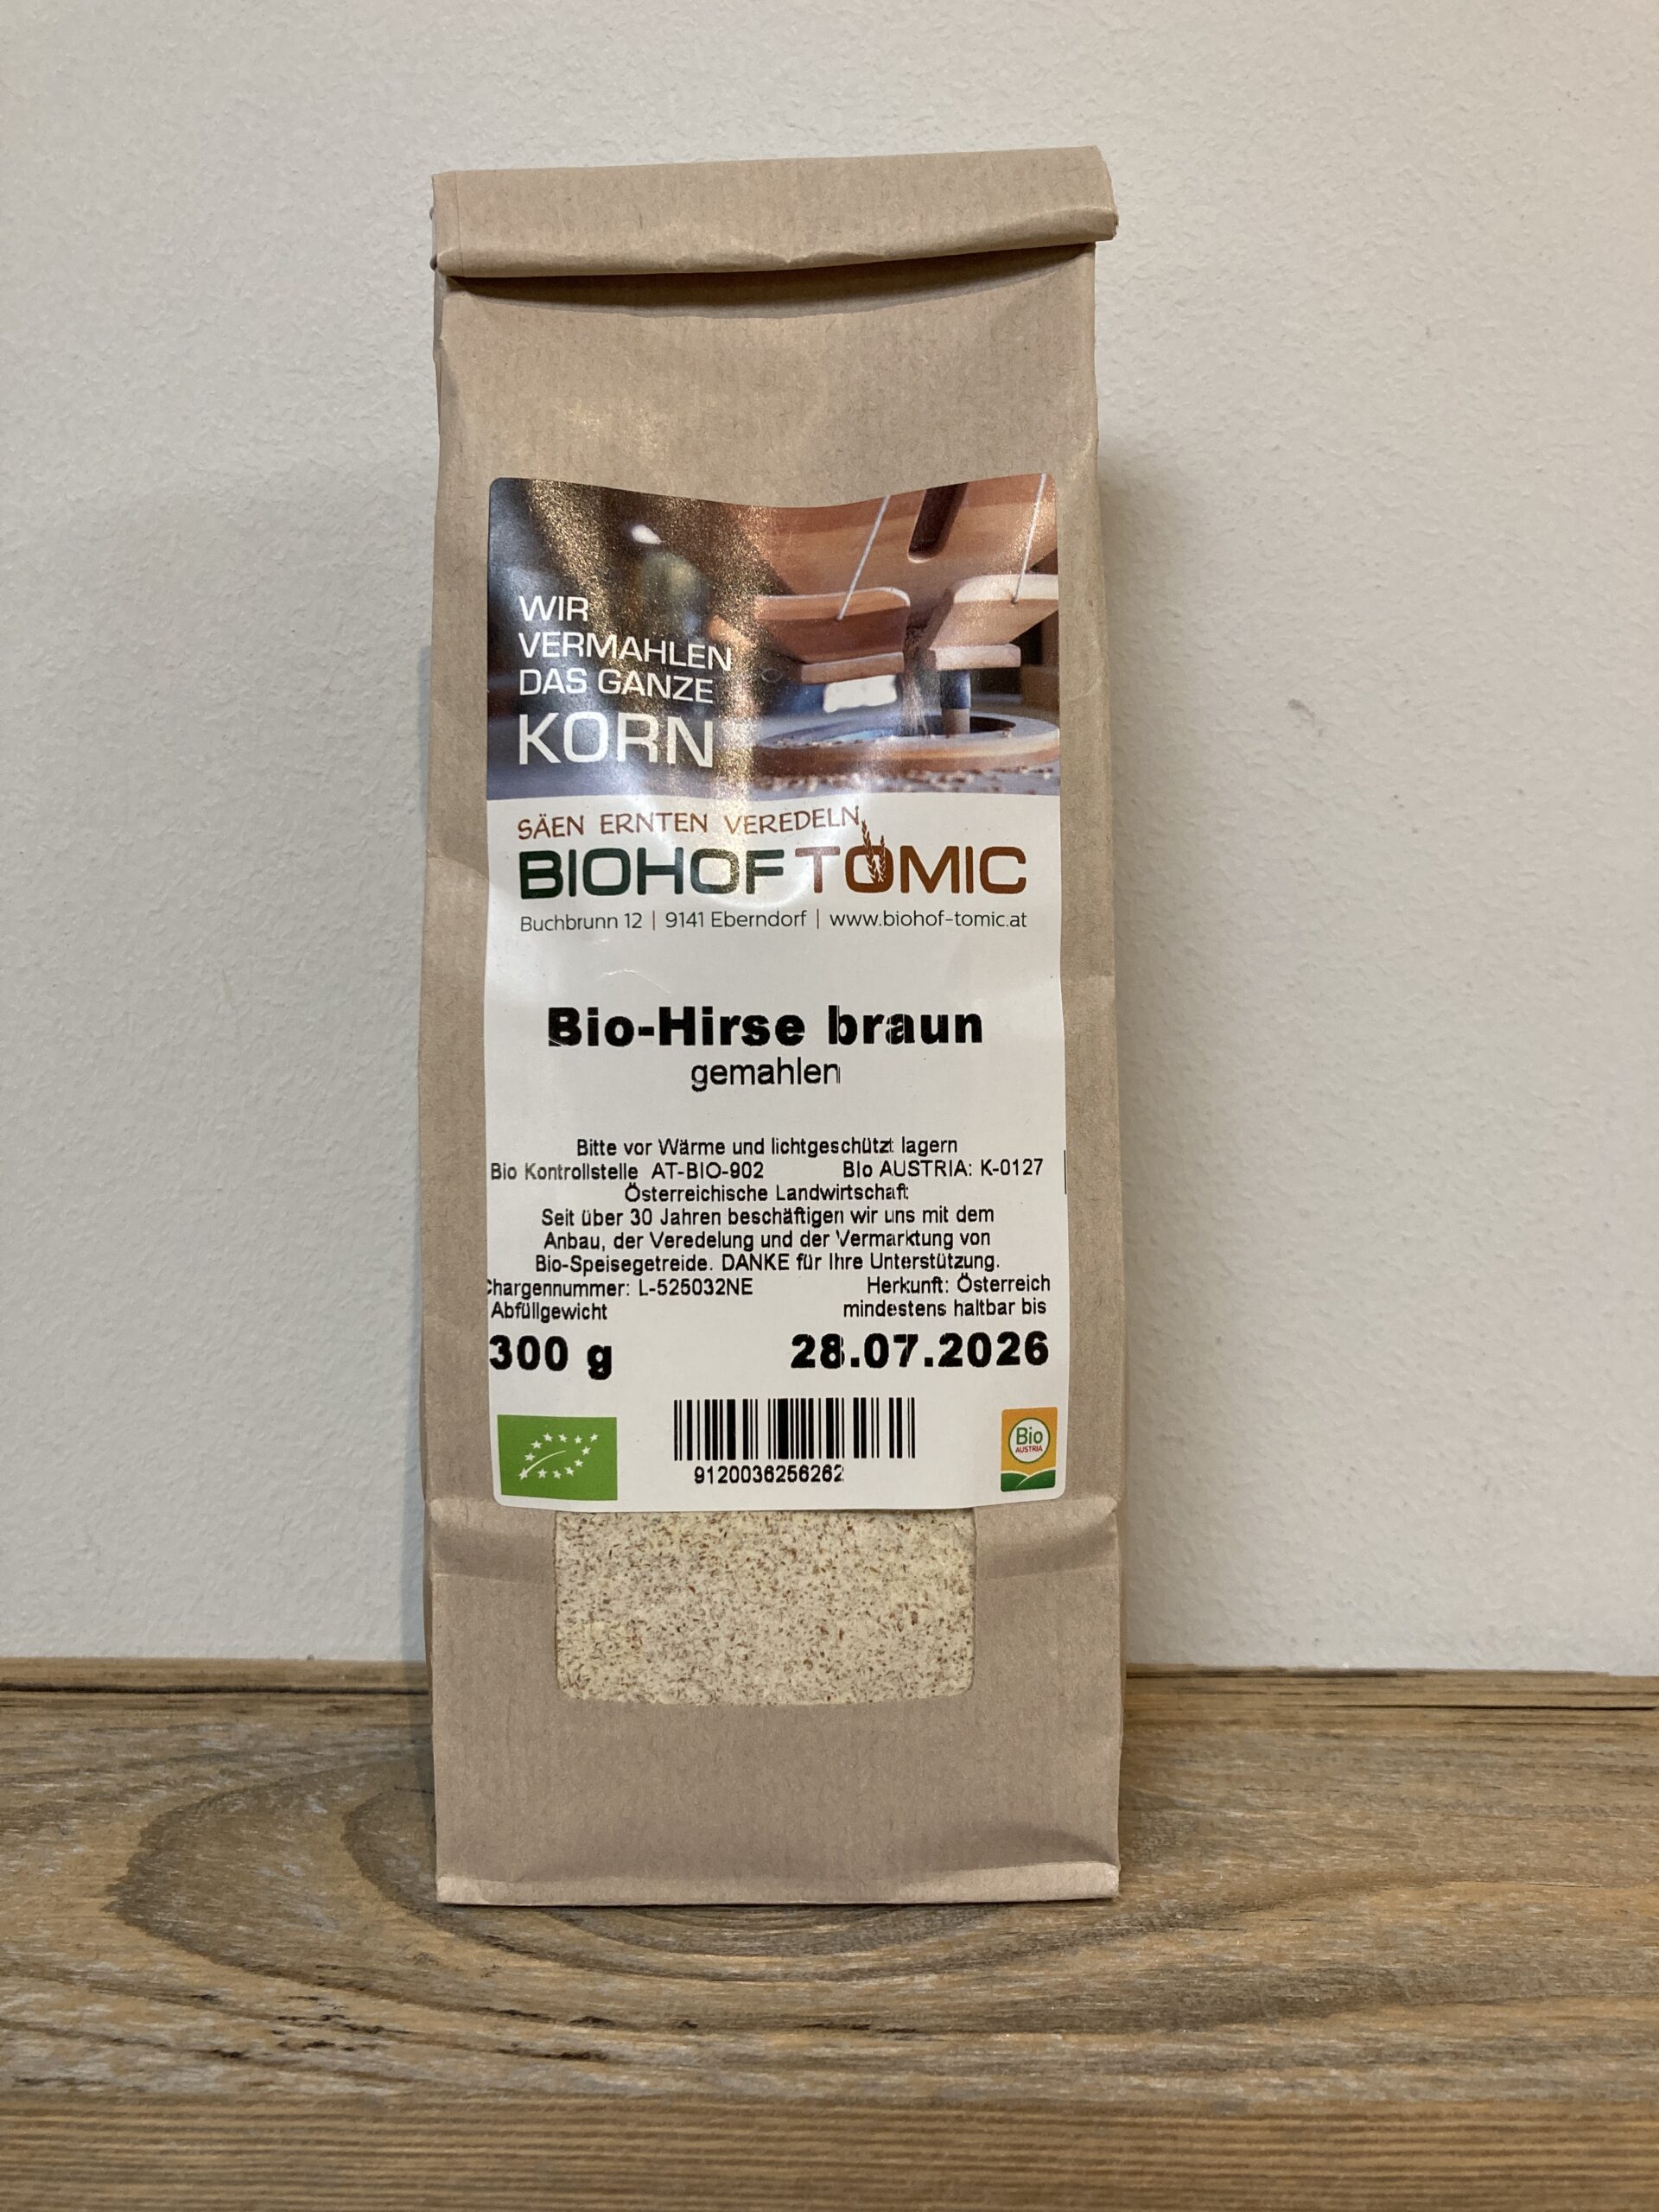 WIR
VERMAHLEN
DAS GANZE
KORN
SÄEN ERNTEN VEREDELN
BIOHOF TOMIC
Buchbrunn 12 | 9141 Eberndorf | www.biohof-tomic.at
Bio-Hirse braun
gemahlen
Bitte vor Wärme und lichtgeschützt lagern
Bio Kontrollstelle AT-BIO-902 BIo AUSTRIA: K-0127
Österreichische Landwirtschaft
Seit über 30 Jahren beschäftigen wir uns mit dem
Anbau, der Veredelung und der Vermarktung von
Bio-Speisegetreide. DANKE für Ihre Unterstützung.
Chargennummer: L-525032NE Herkunft: Österreich
Abfüllgewicht mindestens haltbar bis
300 g 28.07.2026
9120036256262
Bio
AUSTRIA